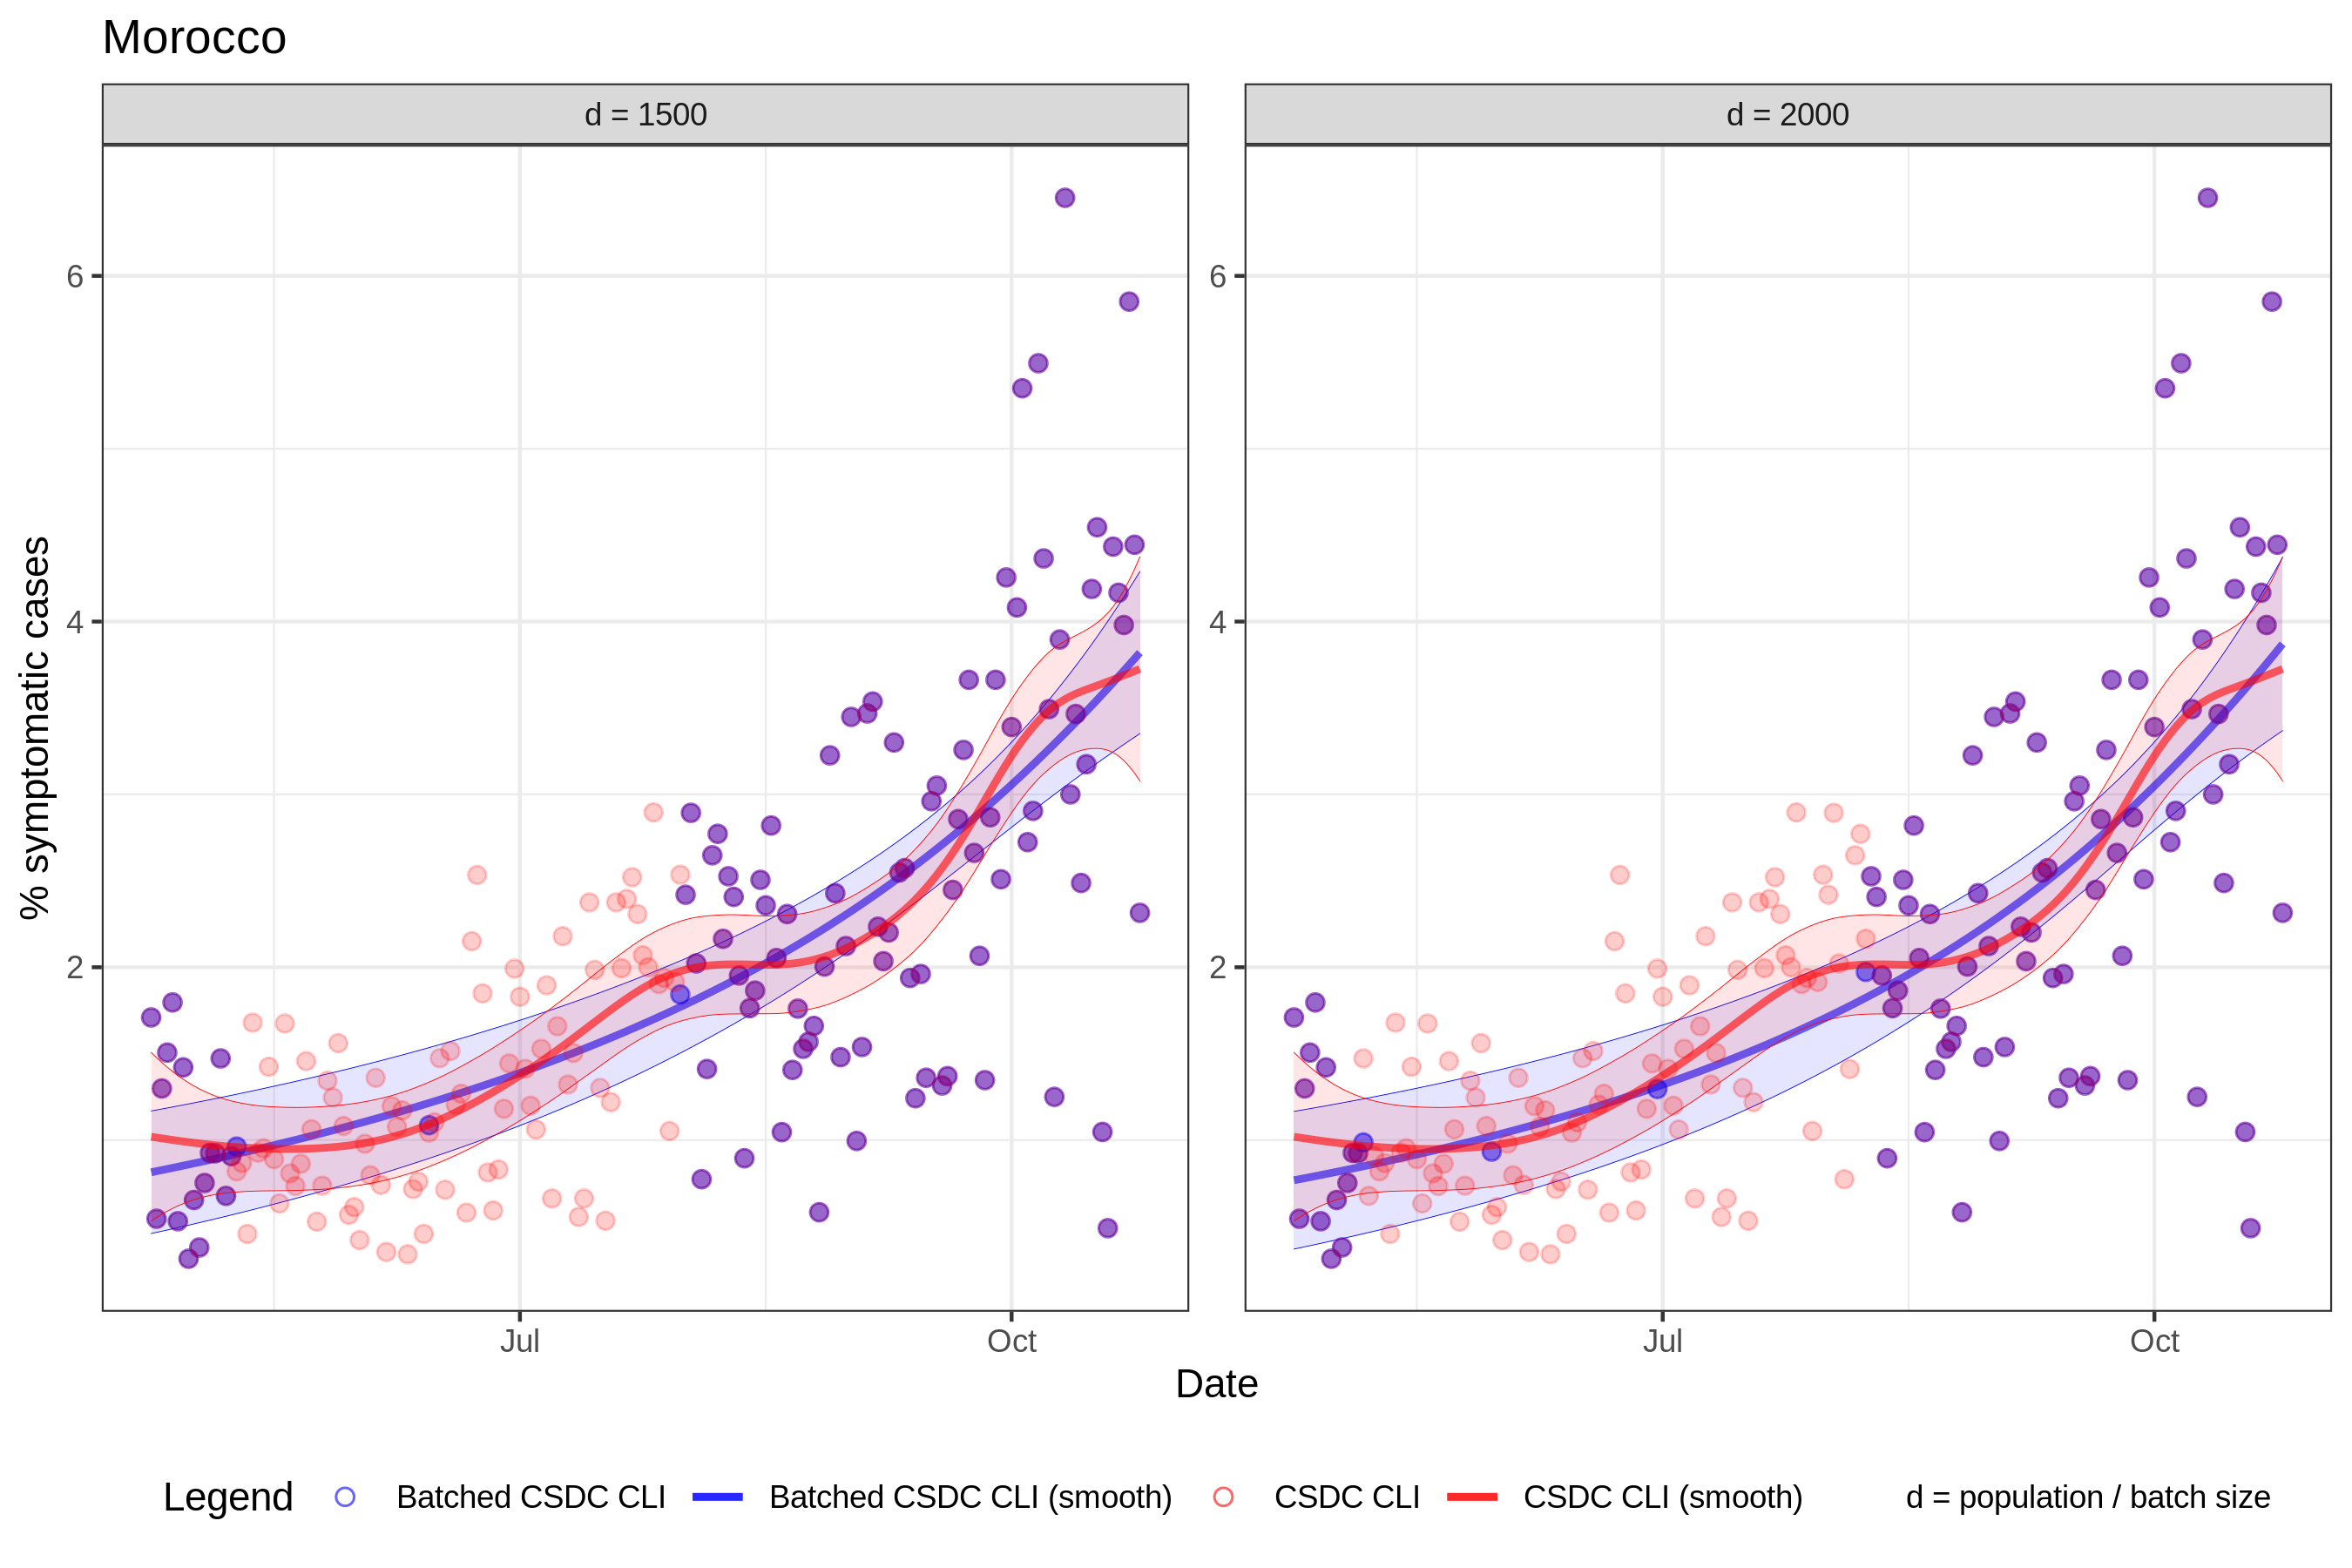 Morocco
d = 1500
d = 2000
% symptomatic cases
6
4
2
6
4
2
Jul
Oct
Jul
Oct
Date
Legend Batched CSDC CLI Batched CSDC CLI (smooth) CSDC CLI CSDC CLI (smooth) d = population / batch size